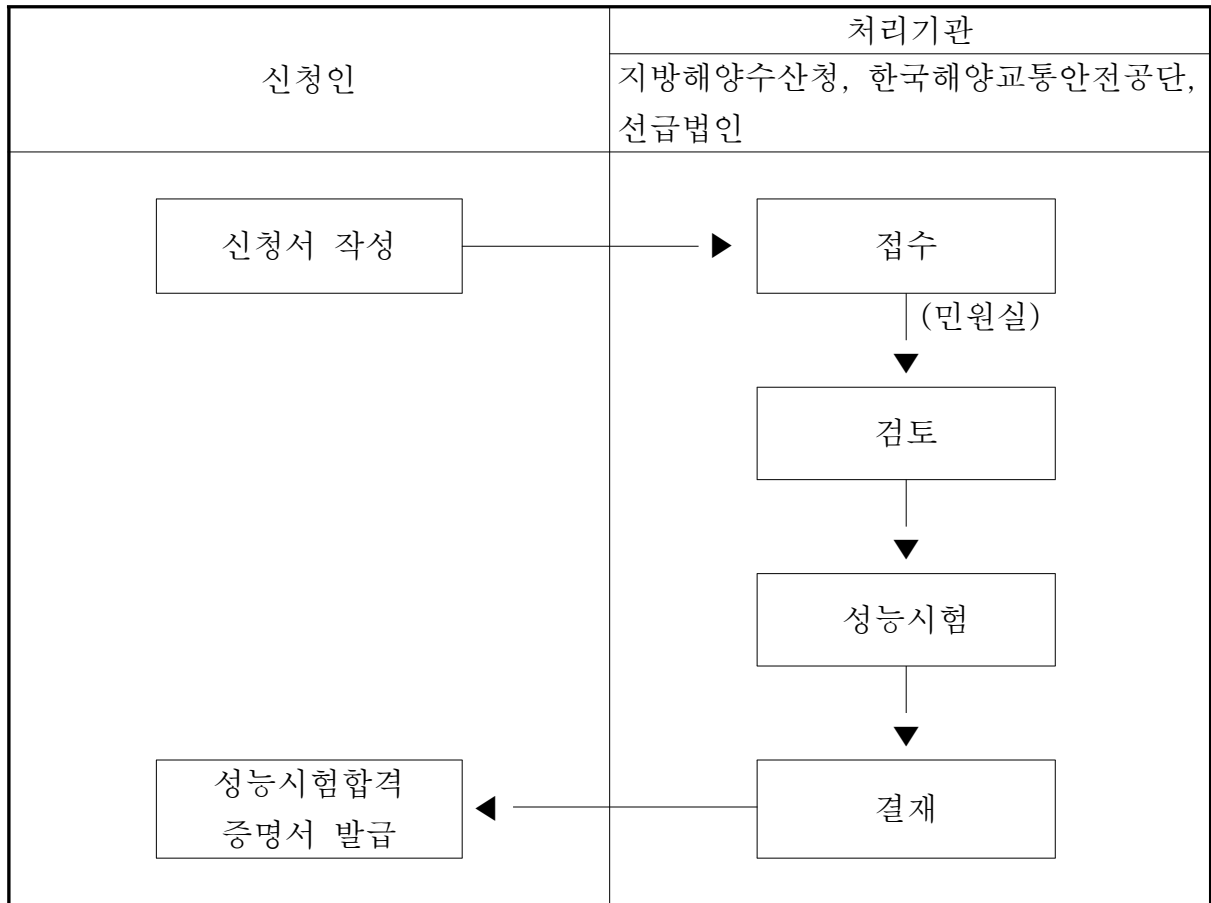 신청인
처리기관
지방해양수산청, 한국해양교통안전공단,
선급법인
신청서 작성
접수
(민원실)
검토
성능시험
성능시험합격
증명서 발급
결재